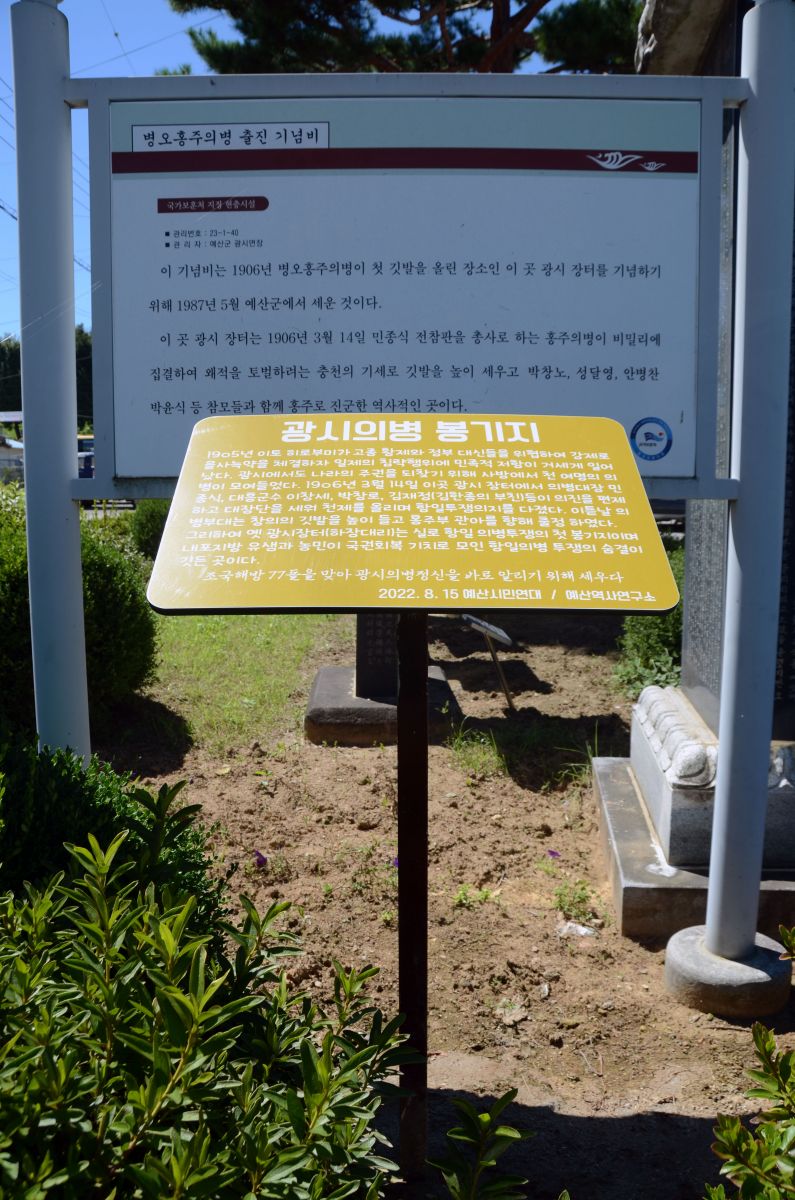 병오홍주의병 출진 기념비
국가보훈처 지장 현충시설
■ 관리번호 : 23-1-40
■ 관 리 자 : 예산군 광시면장
이 기념비는 1906년 병오홍주의병이 첫 깃발을 올린 장소인 이 곳 광시 장터를 기념하기
위해 1987년 5월 예산군에서 세운 것이다.
이 곳 광시 장터는 1906년 3월 14일 민종식 전참판을 총사로 하는 홍주의병이 비밀리에
집결하여 왜적을 토벌하려는 충천의 기세로 깃발을 높이 세우고 박창노, 성달영, 안병찬
박윤식 등 참모들과 함께 홍주로 진군한 역사적인 곳이다.
광시의병 봉기지
1905년 이토 히로부미가 고종 황제와 정부 대신들을 위협하여 강제로
을사늑약을 체결하자 일제의 침략행위에 민족적 저항이 거세게 일어
났다. 광시에서도 나라의 주권을 되찾기 위해 사방에서 천 여명의 의
병이 모여들었다. 1906년 3월 14일 이곳 광시 장터에서 의병대장 민
종식, 대흥군수 이창세, 박창로, 김재정(김한종의 부친)등이 의진을 편제
하고 대장단을 세워 천제를 올리며 항일투쟁의지를 다졌다. 이튿날 의
병부대는 창의의 깃발을 높이 들고 홍주부 관아를 향해 출정 하였다.
그리하여 옛 광시장터(하장대리)는 실로 항일 의병투쟁의 첫 봉기지이며
내포지방 유생과 농민이 국권회복 기치로 모인 항일의병 투쟁의 숨결이
깃든 곳이다.
조국해방 77돌을 맞아 광시의병정신을 바로 알리기 위해 세우다
2022. 8. 15 예산시민연대 / 예산역사연구소